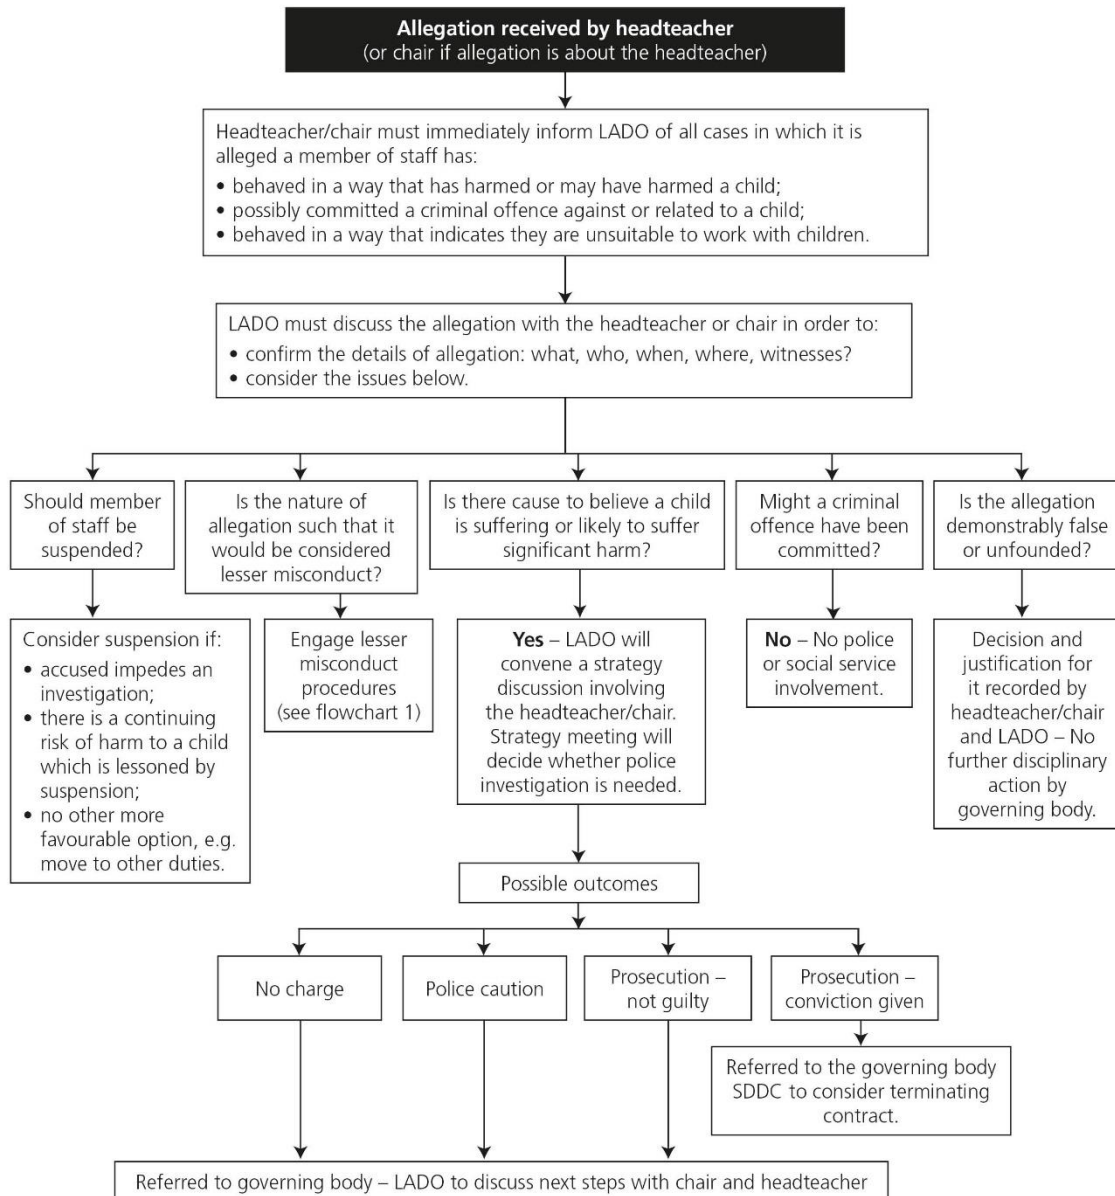 Allegation received by headteacher
(or chair if allegation is about the headteacher)
Headteacher/chair must immediately inform LADO of all cases in which it is
alleged a member of staff has:
• behaved in a way that has harmed or may have harmed a child;
• possibly committed a criminal offence against or related to a child;
• behaved in a way that indicates they are unsuitable to work with children.
LADO must discuss the allegation with the headteacher or chair in order to:
• confirm the details of allegation: what, who, when, where, witnesses?
• consider the issues below.
Should member
of staff be
suspended?
Is the nature of
allegation such that it
would be considered
lesser misconduct?
Is there cause to believe a child
is suffering or likely to suffer
significant harm?
Might a criminal
offence have been
committed?
Is the allegation
demonstrably false
or unfounded?
Consider suspension if:
• accused impedes an
investigation;
• there is a continuing
risk of harm to a child
which is lessoned by
suspension;
• no other more
favourable option, e.g.
move to other duties.
Engage lesser
misconduct
procedures
(see flowchart 1)
Yes – LADO will
convene a strategy
discussion involving
the headteacher/chair.
Strategy meeting will
decide whether police
investigation is needed.
No – No police
or social service
involvement.
Decision and
justification for
it recorded by
headteacher/chair
and LADO – No
further disciplinary
action by
governing body.
Possible outcomes
No charge
Police caution
Prosecution –
not guilty
Prosecution –
conviction given
Referred to the governing body
SDDC to consider terminating
contract.
Referred to governing body – LADO to discuss next steps with chair and headteacher